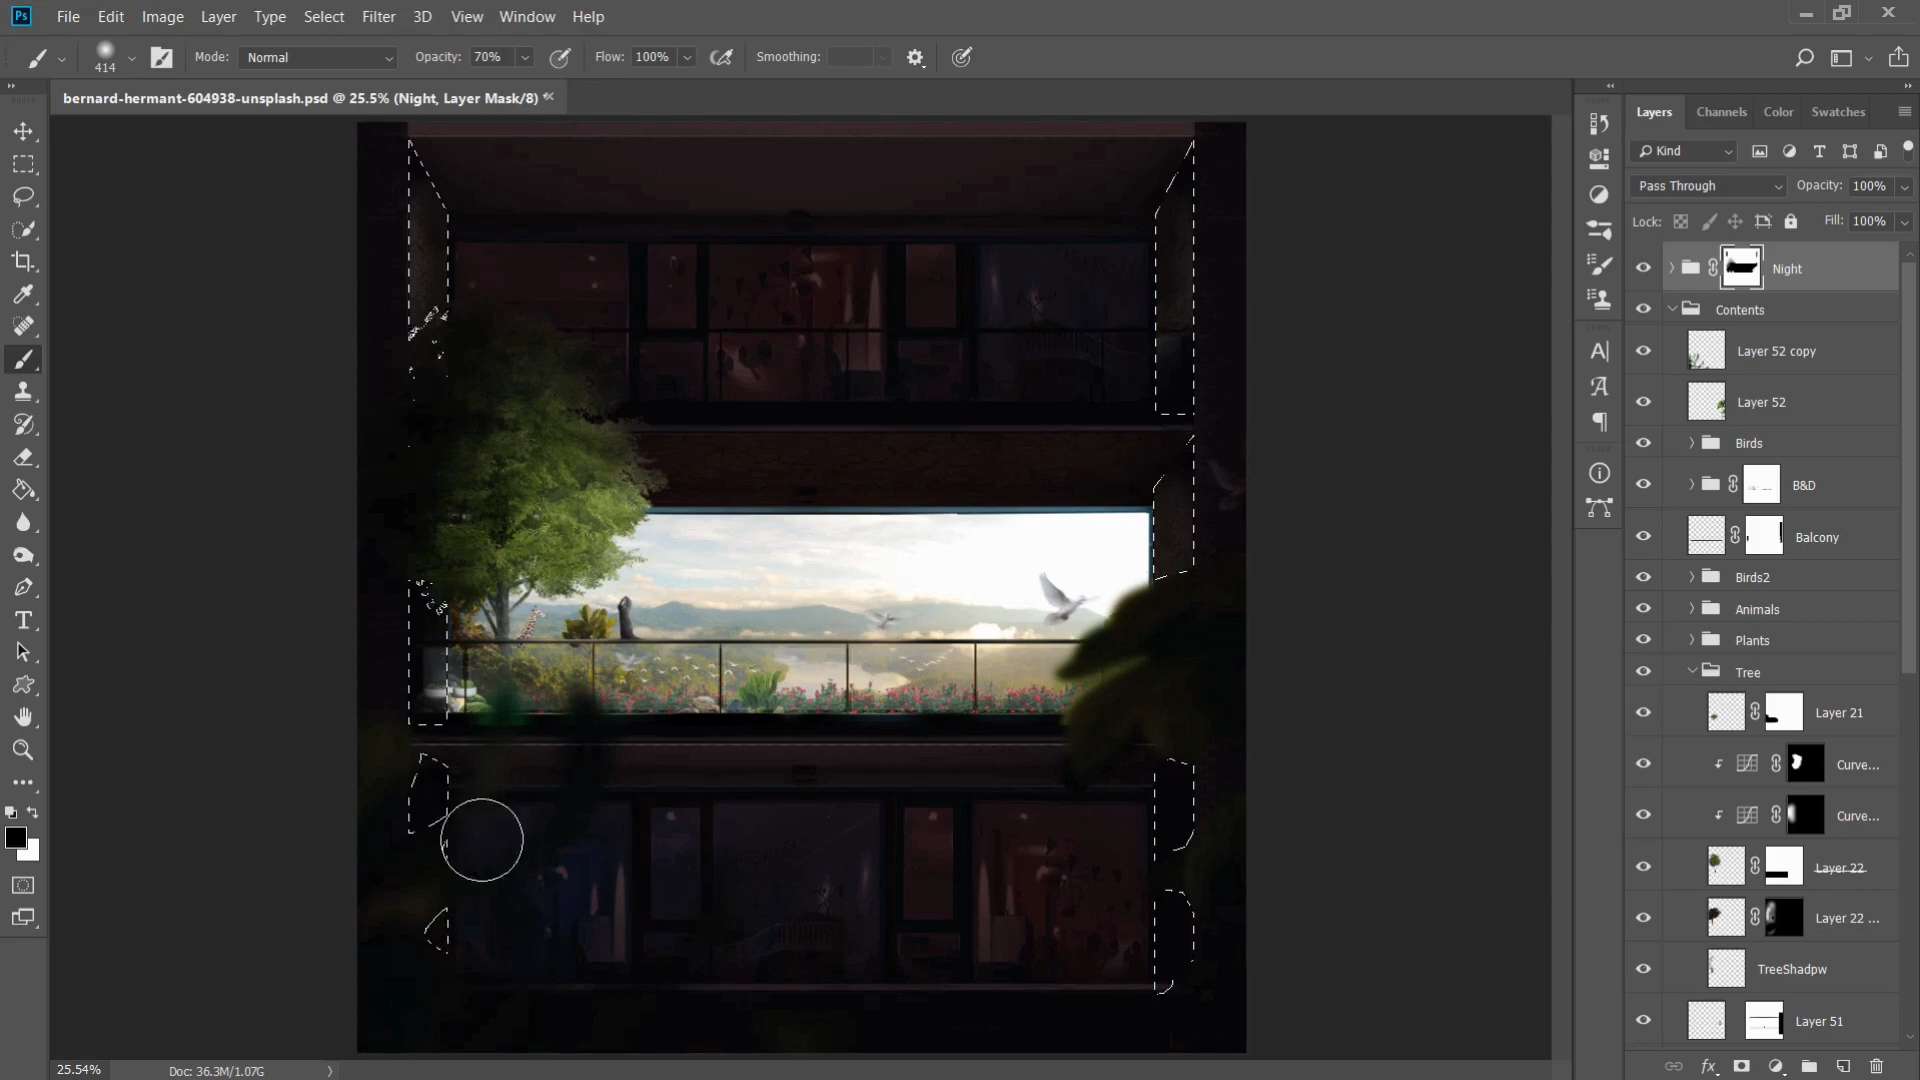 Ps File Edit Image Layer Type Select Filter 3D View Window Help
414 Mode: Normal Opacity: 70% Flow: 100% Smoothing:
bernard-hermant-604938-unsplash.psd @ 25.5% (Night, Layer Mask/8) *
Layers Channels Color Swatches
Kind
Pass Through Opacity: 100%
Lock: Fill: 100%
Night
Contents
Layer 52 copy
Layer 52
Birds
B&D
Balcony
Birds2
Animals
Plants
Tree
Layer 21
Curve...
Curve...
Layer 22
Layer 22 ...
TreeShadpw
Layer 51
25.54% Doc: 36.3M/1.07G